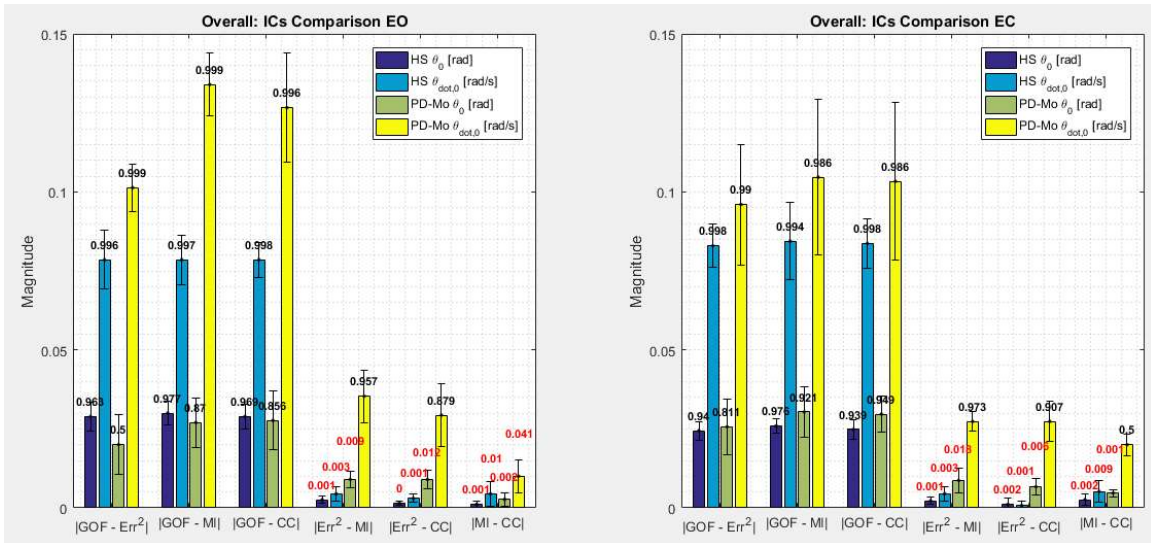 Overall: ICs Comparison EO
0.15
0.1
0.05
0
Magnitude
HS θ0 [rad]
HS θdot,0 [rad/s]
PD-Mo θ0 [rad]
PD-Mo θdot,0 [rad/s]
0.963
0.996
0.5
0.999
0.977
0.997
0.87
0.999
0.969
0.998
0.856
0.996
0.001
0.003
0.009
0.957
0
0.001
0.012
0.879
0.001
0.01
0.002
0.041
|GOF - Err2|
|GOF - MI|
|GOF - CC|
|Err2 - MI|
|Err2 - CC|
|MI - CC|
Overall: ICs Comparison EC
0.15
0.1
0.05
0
Magnitude
HS θ0 [rad]
HS θdot,0 [rad/s]
PD-Mo θ0 [rad]
PD-Mo θdot,0 [rad/s]
0.94
0.998
0.811
0.99
0.976
0.994
0.921
0.986
0.939
0.998
0.949
0.986
0.001
0.003
0.018
0.973
0.002
0.001
0.907
0.002
0.009
0.001
0.5
|GOF - Err2|
|GOF - MI|
|GOF - CC|
|Err2 - MI|
|Err2 - CC|
|MI - CC|